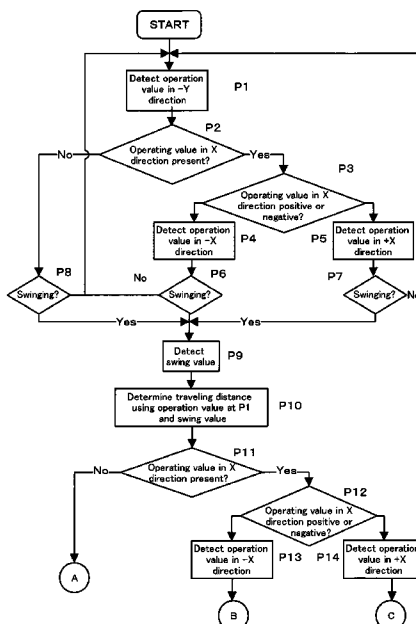 START
Detect operation
value in −Y
direction
P1
P2
Operating value in X
direction present?
No
Yes
P3
Operating value in X
direction positive or
negative?
P4
Detect operation
value in −X
direction
P5
Detect operation
value in +X
direction
P8
Swinging?
No
P6
Swinging?
P7
Swinging?
No
Yes
Yes
Detect
swing value
P9
Determine traveling distance
using operation value at P1
and swing value
P10
P11
Operating value in X
direction present?
No
Yes
P12
Operating value in X
direction positive or
negative?
Detect operation
value in −X
direction
P13
P14
Detect operation
value in +X
direction
A
B
C